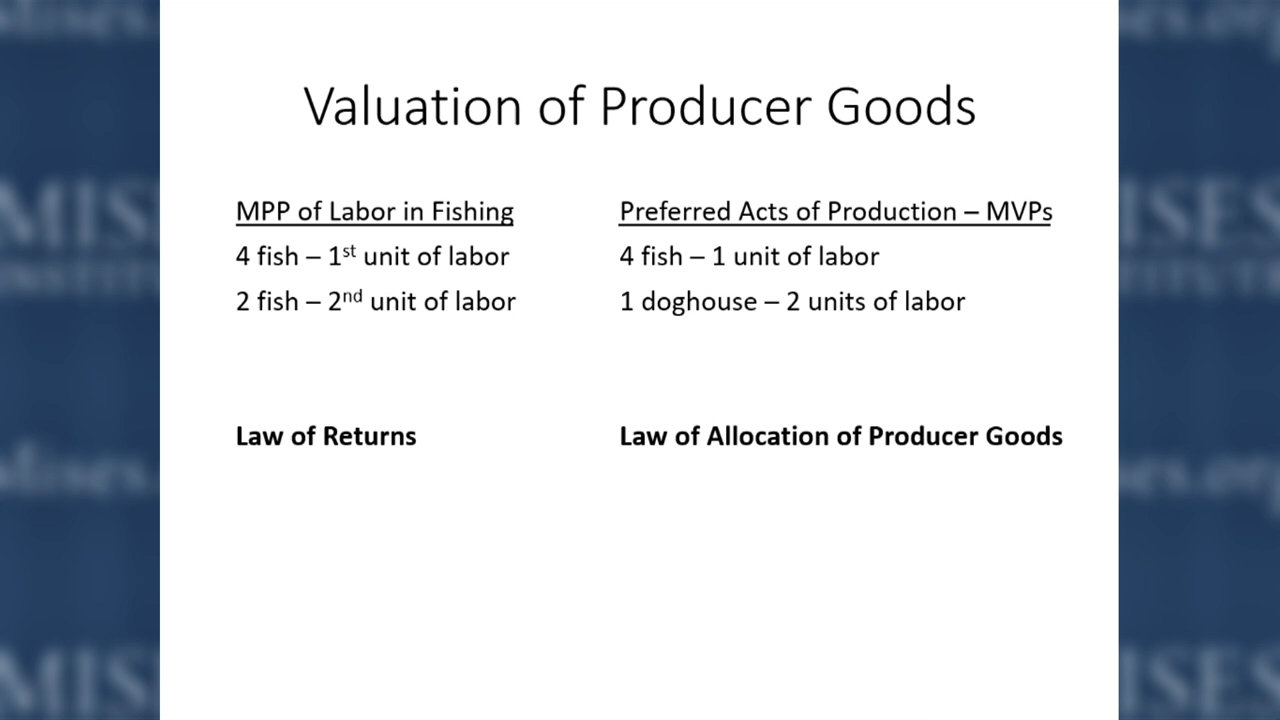 Valuation of Producer Goods
MPP of Labor in Fishing
4 fish – 1st unit of labor
2 fish – 2nd unit of labor
Law of Returns
Preferred Acts of Production – MVPs
4 fish – 1 unit of labor
1 doghouse – 2 units of labor
Law of Allocation of Producer Goods